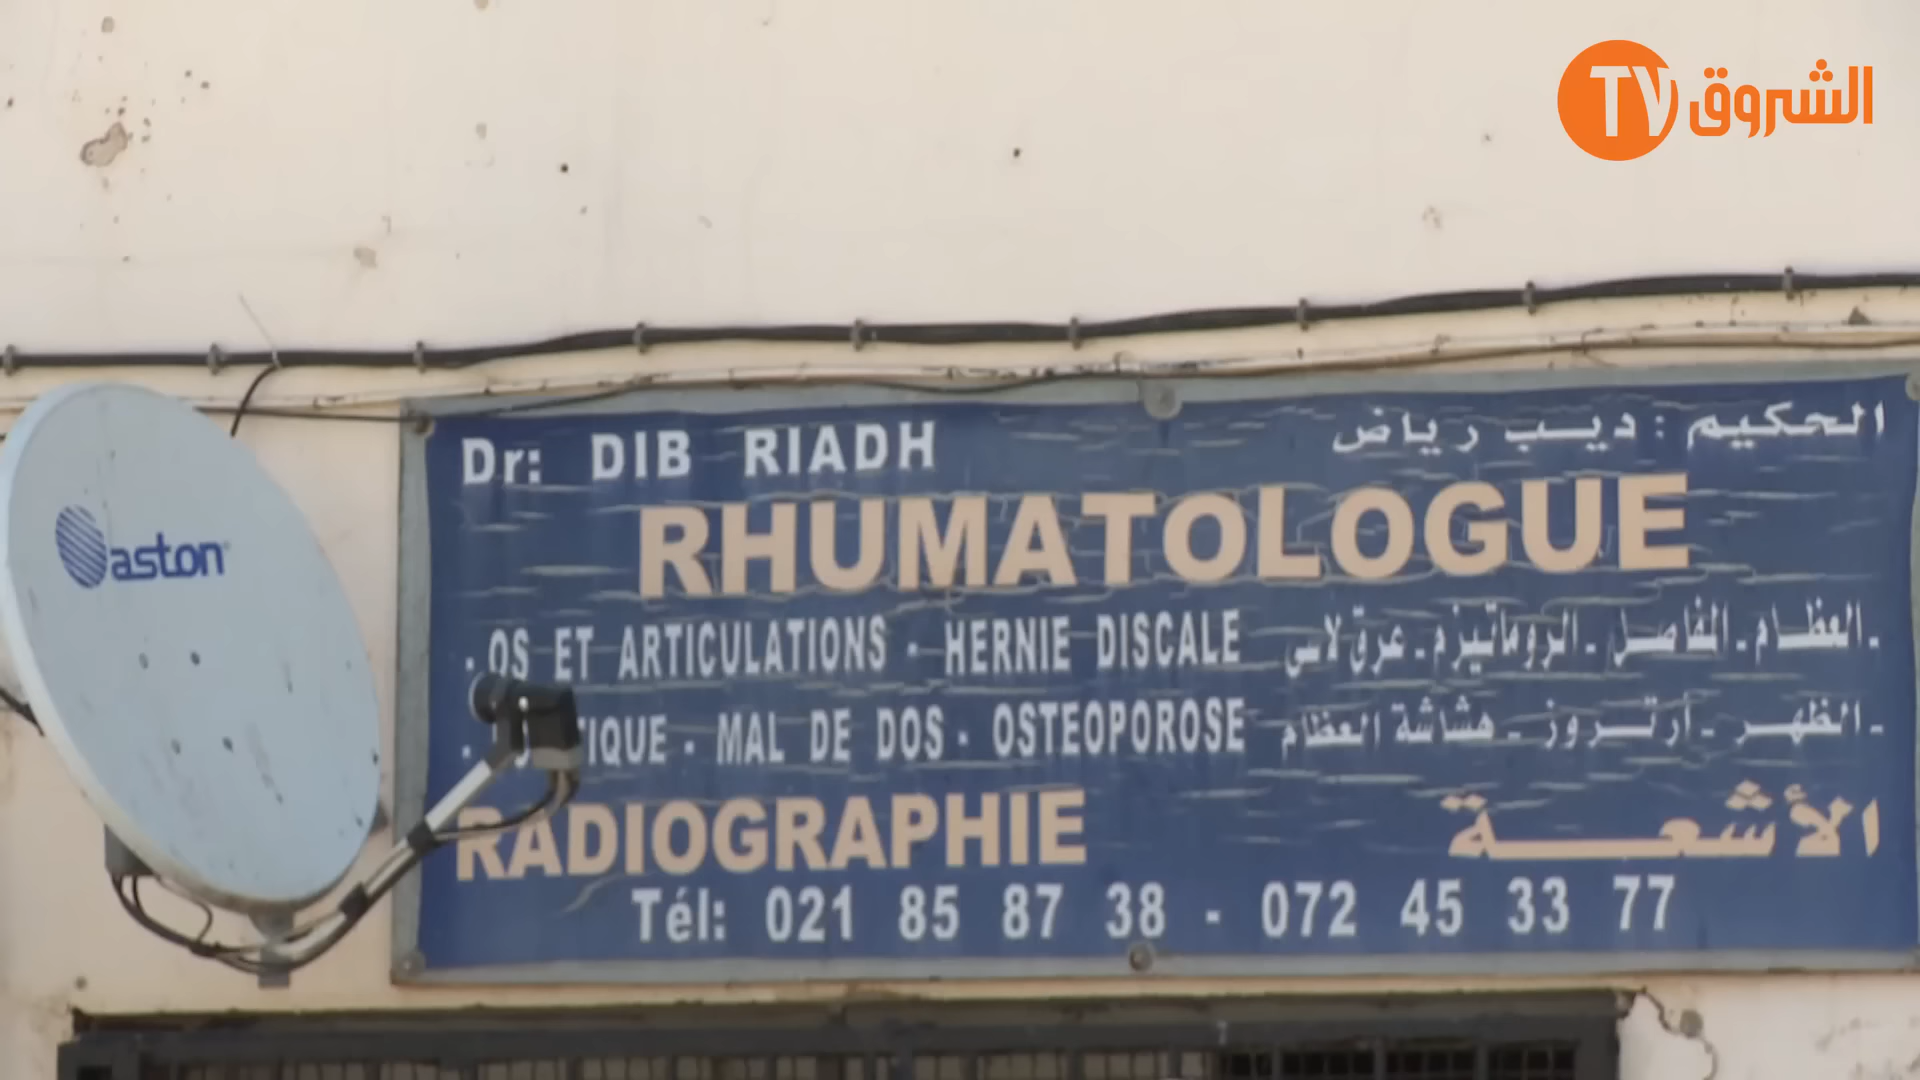 TV الشروق
aston
Dr: DIB RIADH
الحكيم : ديب رياض
RHUMATOLOGUE
- OS ET ARTICULATIONS - HERNIE DISCALE
- العظام - المفاصل - الروماتيزم - عرق لاسي
- MAL DE DOS - OSTEOPOROSE
- الظهر - أرتروز - هشاشة العظام
RADIOGRAPHIE
الأشعة
Tél: 021 85 87 38 - 072 45 33 77